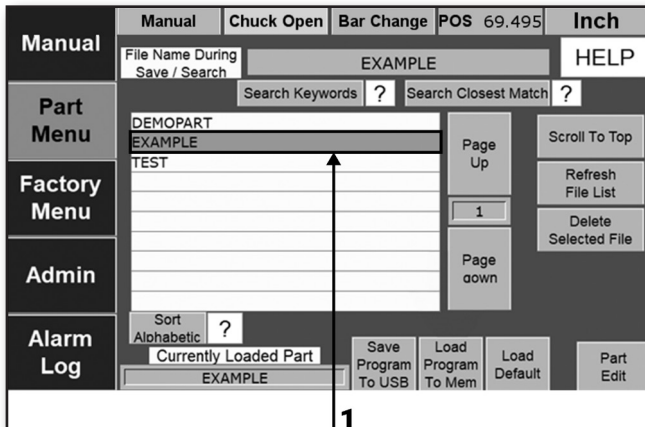 Manual Chuck Open Bar Change POS 69.495 Inch
Manual
File Name During
Save / Search
EXAMPLE
HELP
Search Keywords ? Search Closest Match ?
Part
Menu
DEMOPART
EXAMPLE
TEST
Page
Up
1
Page
down
Scroll To Top
Refresh
File List
Delete
Selected File
Factory
Menu
Admin
Sort
Alphabetic
?
Alarm
Log
Currently Loaded Part
EXAMPLE
Save
Program
To USB
Load
Program
To Mem
Load
Default
Part
Edit
1